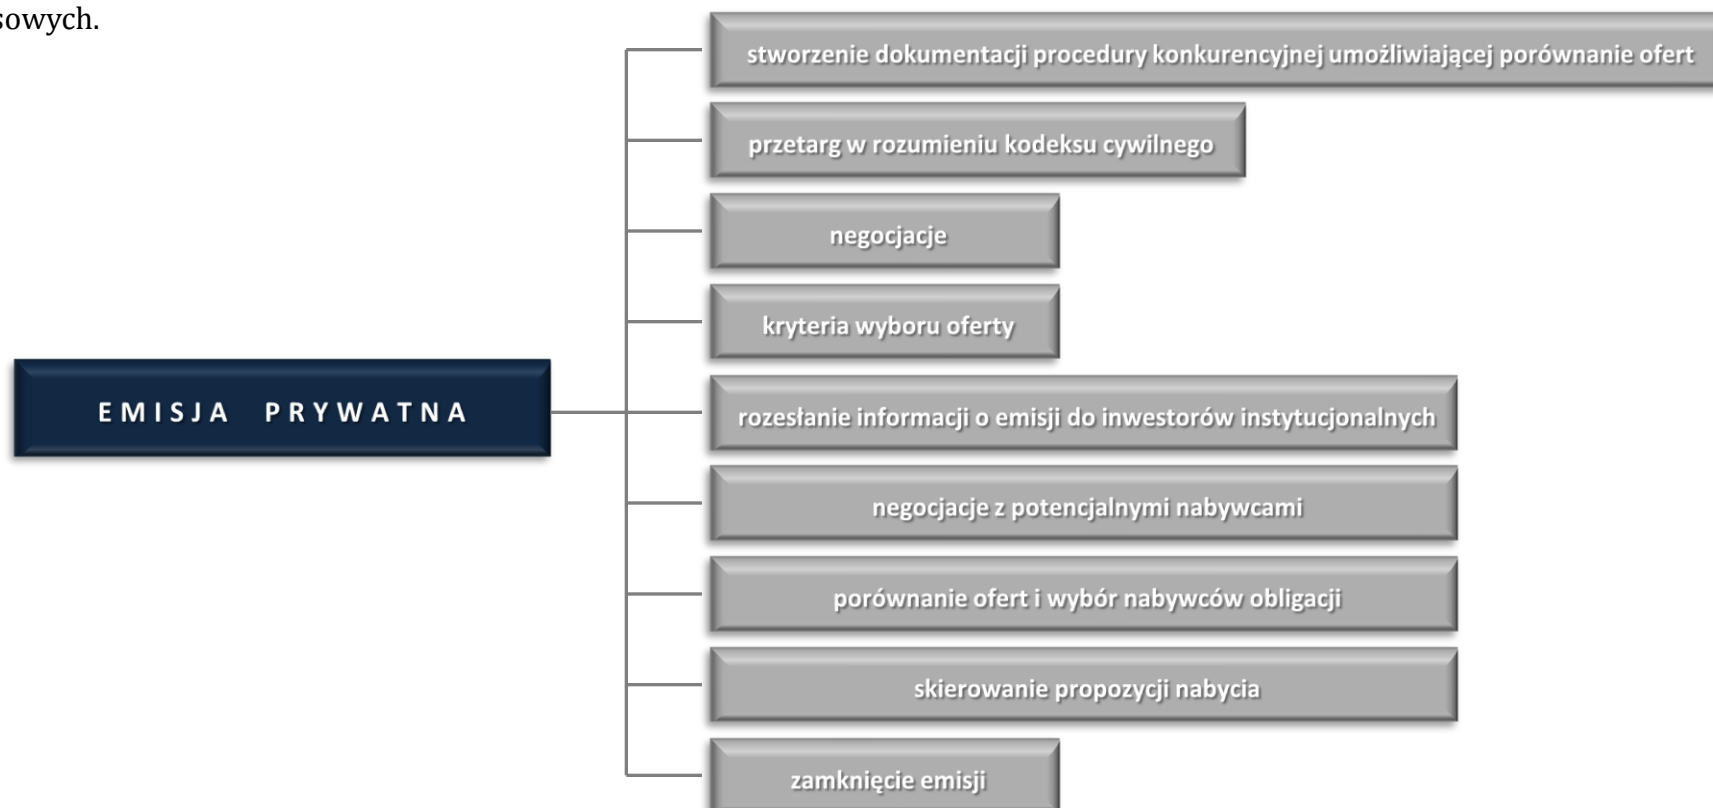 sowych.
stworzenie dokumentacji procedury konkurencyjnej umożliwiającej porównanie ofert
przetarg w rozumieniu kodeksu cywilnego
negocjacje
kryteria wyboru oferty
EMISJA PRYWATNA
rozesłanie informacji o emisji do inwestorów instytucjonalnych
negocjacje z potencjalnymi nabywcami
porównanie ofert i wybór nabywców obligacji
skierowanie propozycji nabycia
zamknięcie emisji